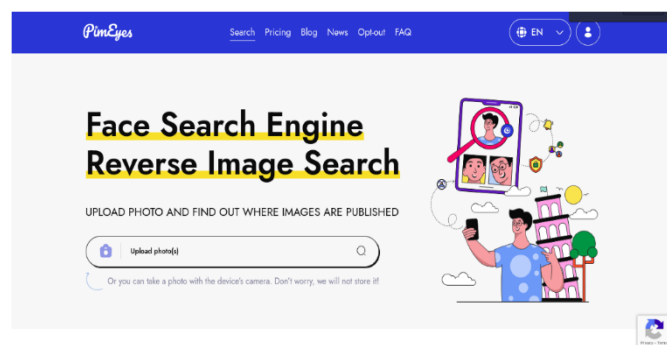 PimEyes
Search Pricing Blog News Opt-out FAQ
EN
Face Search Engine
Reverse Image Search
UPLOAD PHOTO AND FIND OUT WHERE IMAGES ARE PUBLISHED
Upload photo(s)
Or you can take a photo with the device's camera. Don't worry, we will not store it!
Privacy - Terms